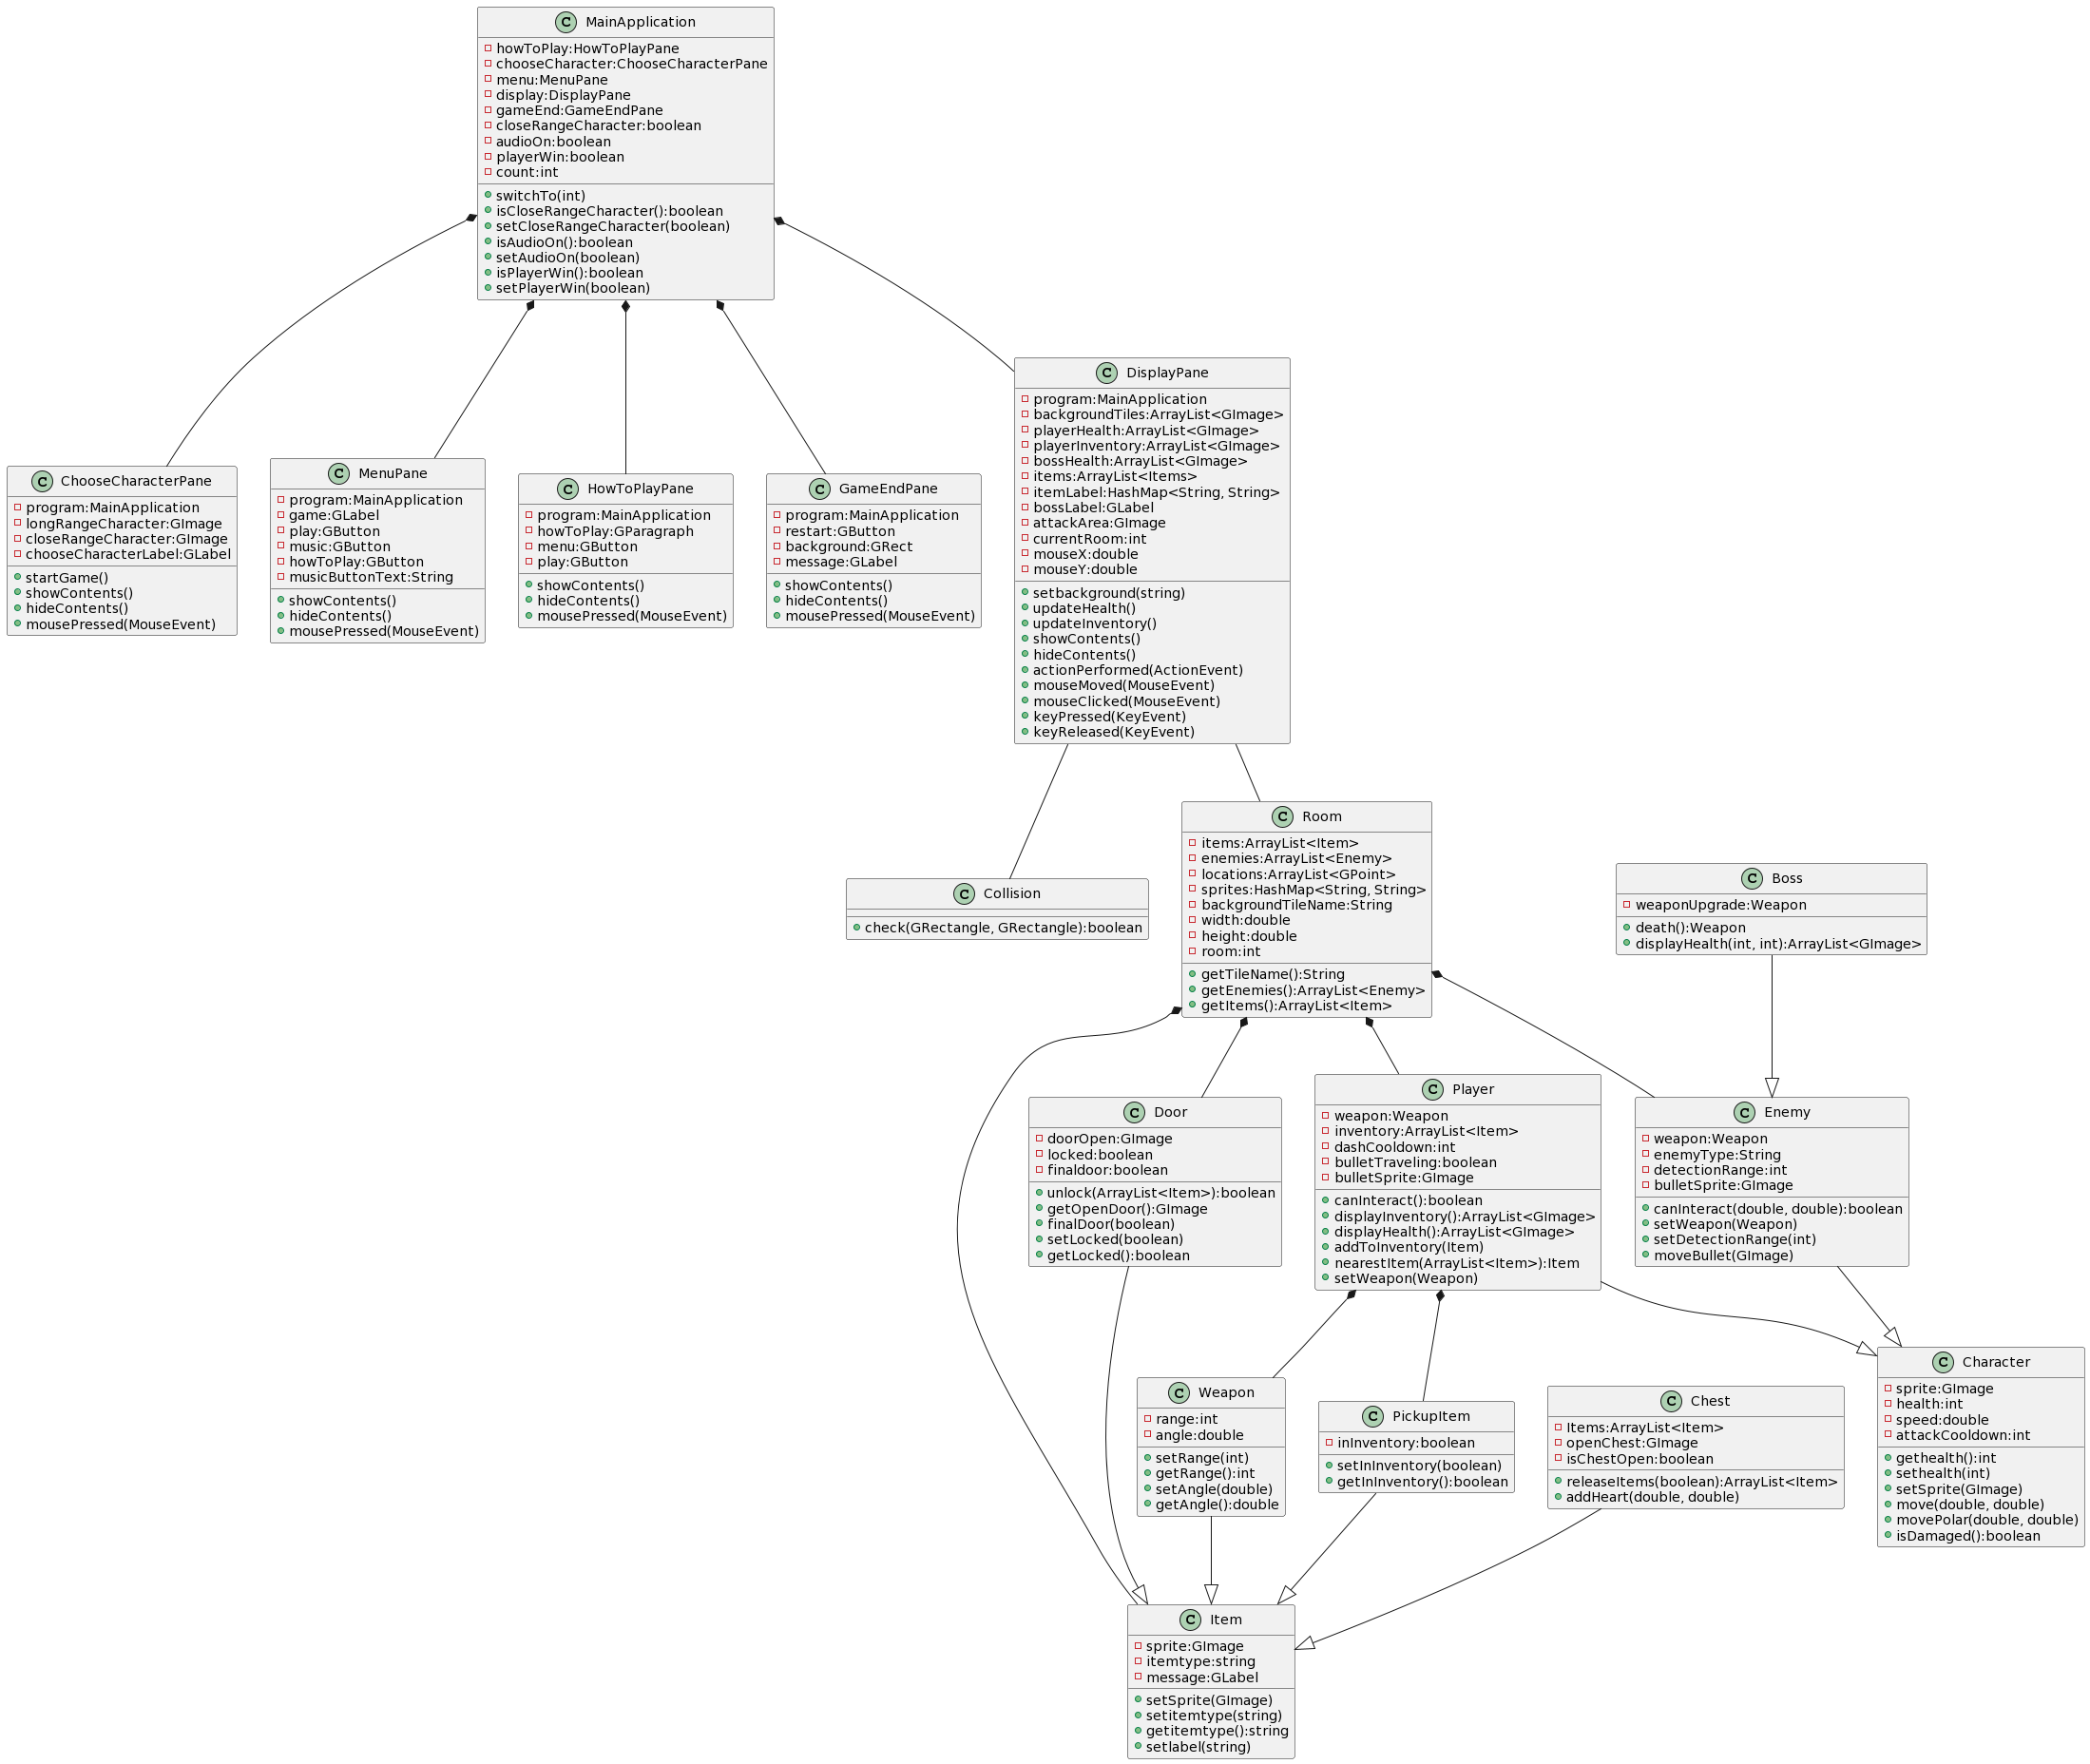 C MainApplication
howToPlay:HowToPlayPane
chooseCharacter:ChooseCharacterPane
menu:MenuPane
display:DisplayPane
gameEnd:GameEndPane
closeRangeCharacter:boolean
audioOn:boolean
playerWin:boolean
count:int
switchTo(int)
isCloseRangeCharacter():boolean
setCloseRangeCharacter(boolean)
isAudioOn():boolean
setAudioOn(boolean)
isPlayerWin():boolean
setPlayerWin(boolean)
C ChooseCharacterPane
program:MainApplication
longRangeCharacter:GImage
closeRangeCharacter:GImage
chooseCharacterLabel:GLabel
startGame()
showContents()
hideContents()
mousePressed(MouseEvent)
C MenuPane
program:MainApplication
game:GLabel
play:GButton
music:GButton
howToPlay:GButton
musicButtonText:String
showContents()
hideContents()
mousePressed(MouseEvent)
C HowToPlayPane
program:MainApplication
howToPlay:GParagraph
menu:GButton
play:GButton
showContents()
hideContents()
mousePressed(MouseEvent)
C GameEndPane
program:MainApplication
restart:GButton
background:GRect
message:GLabel
showContents()
hideContents()
mousePressed(MouseEvent)
C DisplayPane
program:MainApplication
backgroundTiles:ArrayList<GImage>
playerHealth:ArrayList<GImage>
playerInventory:ArrayList<GImage>
bossHealth:ArrayList<GImage>
items:ArrayList<Items>
itemLabel:HashMap<String, String>
bossLabel:GLabel
attackArea:GImage
currentRoom:int
mouseX:double
mouseY:double
setbackground(string)
updateHealth()
updateInventory()
showContents()
hideContents()
actionPerformed(ActionEvent)
mouseMoved(MouseEvent)
mouseClicked(MouseEvent)
keyPressed(KeyEvent)
keyReleased(KeyEvent)
C Collision
check(GRectangle, GRectangle):boolean
C Room
items:ArrayList<Item>
enemies:ArrayList<Enemy>
locations:ArrayList<GPoint>
sprites:HashMap<String, String>
backgroundTileName:String
width:double
height:double
room:int
getTileName():String
getEnemies():ArrayList<Enemy>
getItems():ArrayList<Item>
C Boss
weaponUpgrade:Weapon
death():Weapon
displayHealth(int, int):ArrayList<GImage>
C Door
doorOpen:GImage
locked:boolean
finaldoor:boolean
unlock(ArrayList<Item>):boolean
getOpenDoor():GImage
finalDoor(boolean)
setLocked(boolean)
getLocked():boolean
C Player
weapon:Weapon
inventory:ArrayList<Item>
dashCooldown:int
bulletTraveling:boolean
bulletSprite:GImage
canInteract():boolean
displayInventory():ArrayList<GImage>
displayHealth():ArrayList<GImage>
addToInventory(Item)
nearestItem(ArrayList<Item>):Item
setWeapon(Weapon)
C Enemy
weapon:Weapon
enemyType:String
detectionRange:int
bulletSprite:GImage
canInteract(double, double):boolean
setWeapon(Weapon)
setDetectionRange(int)
moveBullet(GImage)
C Weapon
range:int
angle:double
setRange(int)
getRange():int
setAngle(double)
getAngle():double
C PickupItem
inInventory:boolean
setInInventory(boolean)
getInInventory():boolean
C Chest
Items:ArrayList<Item>
openChest:GImage
isChestOpen:boolean
releaseItems(boolean):ArrayList<Item>
addHeart(double, double)
C Character
sprite:GImage
health:int
speed:double
attackCooldown:int
gethealth():int
sethealth(int)
setSprite(GImage)
move(double, double)
movePolar(double, double)
isDamaged():boolean
C Item
sprite:GImage
itemtype:string
message:GLabel
setSprite(GImage)
setitemtype(string)
getitemtype():string
setlabel(string)